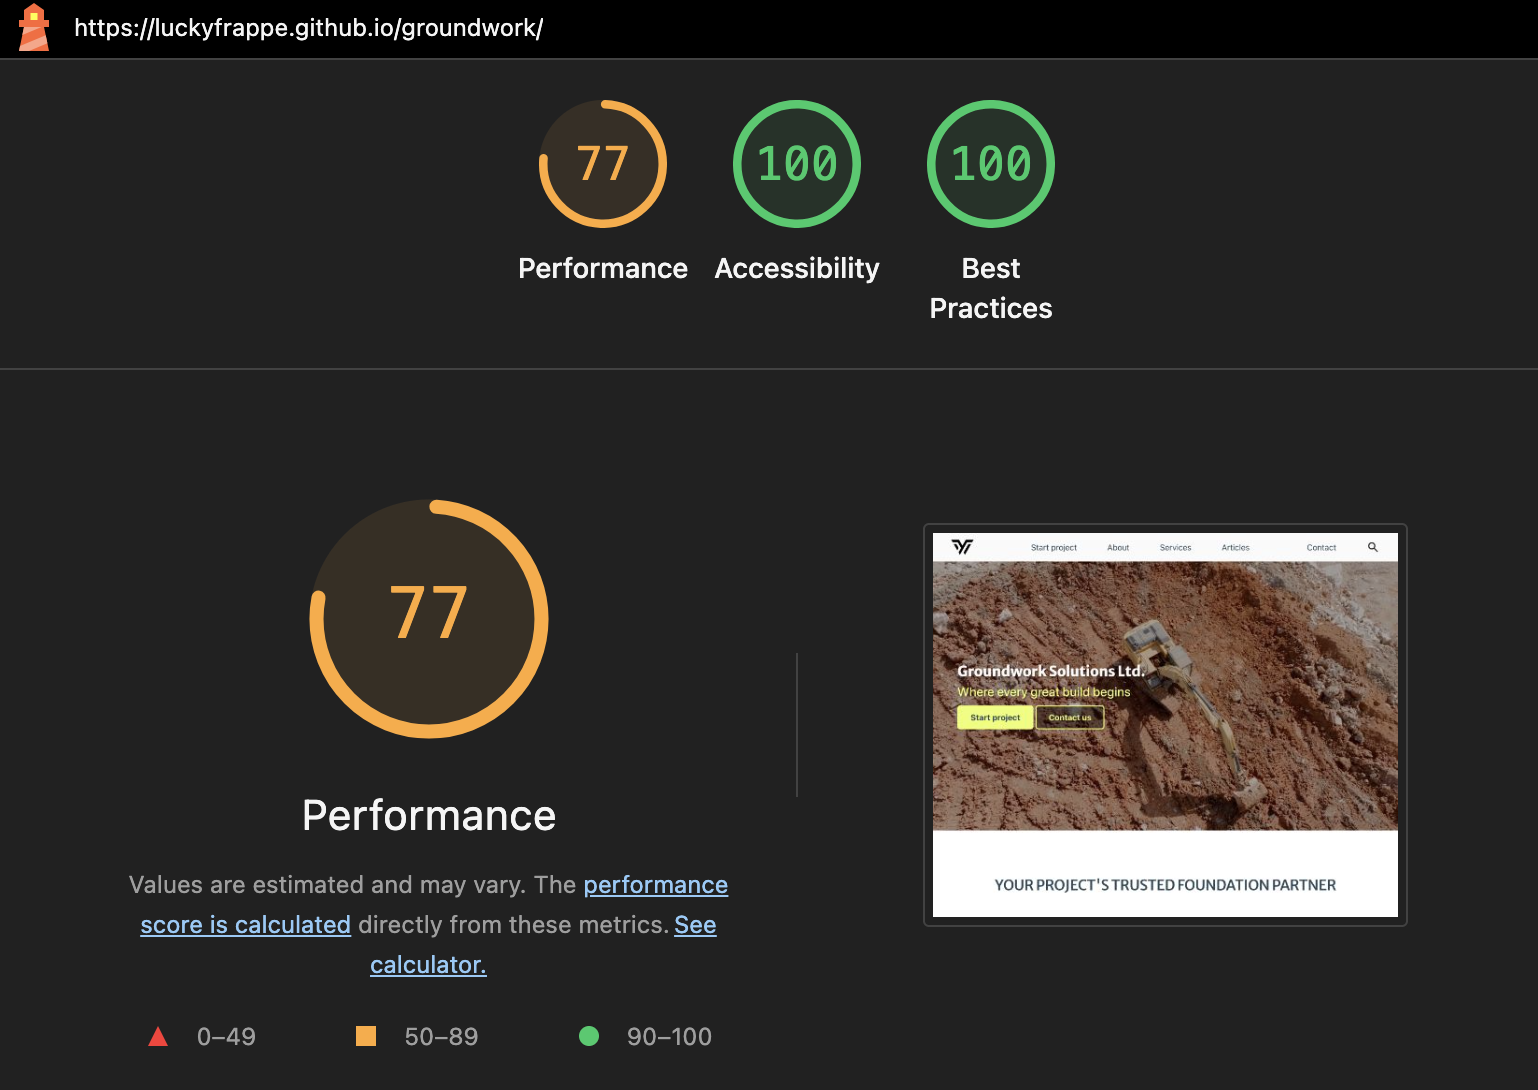 https://luckyfrappe.github.io/groundwork/
77
100
100
Performance
Accessibility
Best
Practices
77
Performance
Values are estimated and may vary. The performance
score is calculated directly from these metrics. See
calculator.
0–49
50–89
90–100
Start project
About
Services
Articles
Contact
Groundwork Solutions Ltd.
Where every great build begins
Start project
Contact us
YOUR PROJECT'S TRUSTED FOUNDATION PARTNER